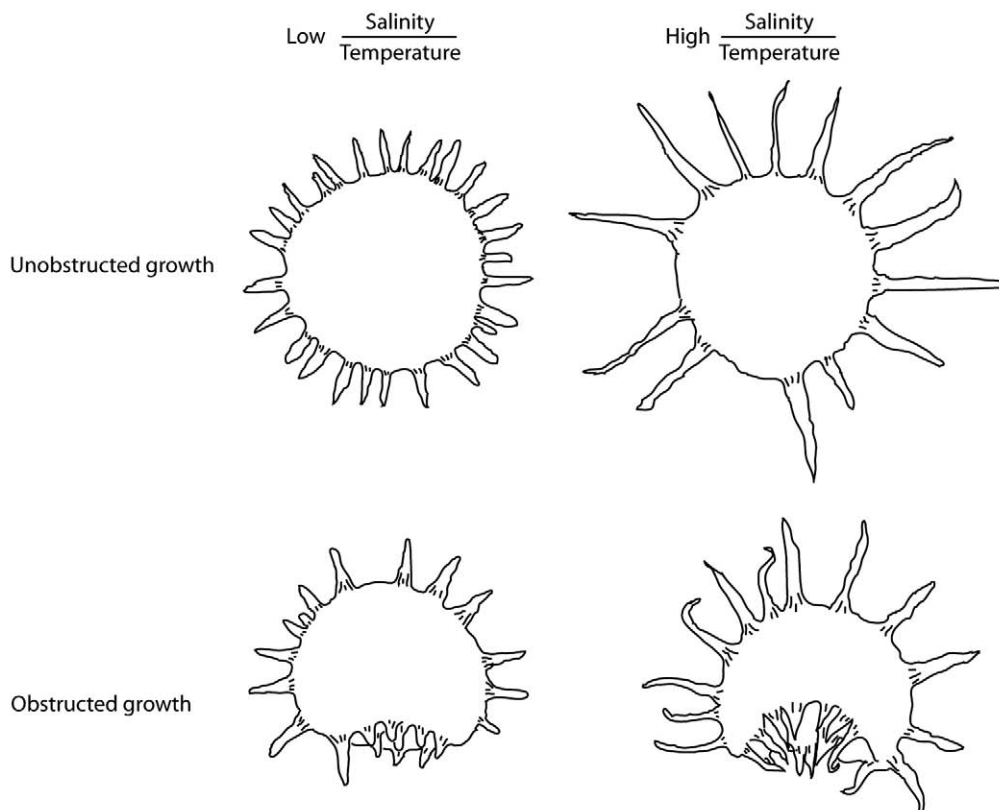 Low Salinity
Temperature
High Salinity
Temperature
Unobstructed growth
Obstructed growth